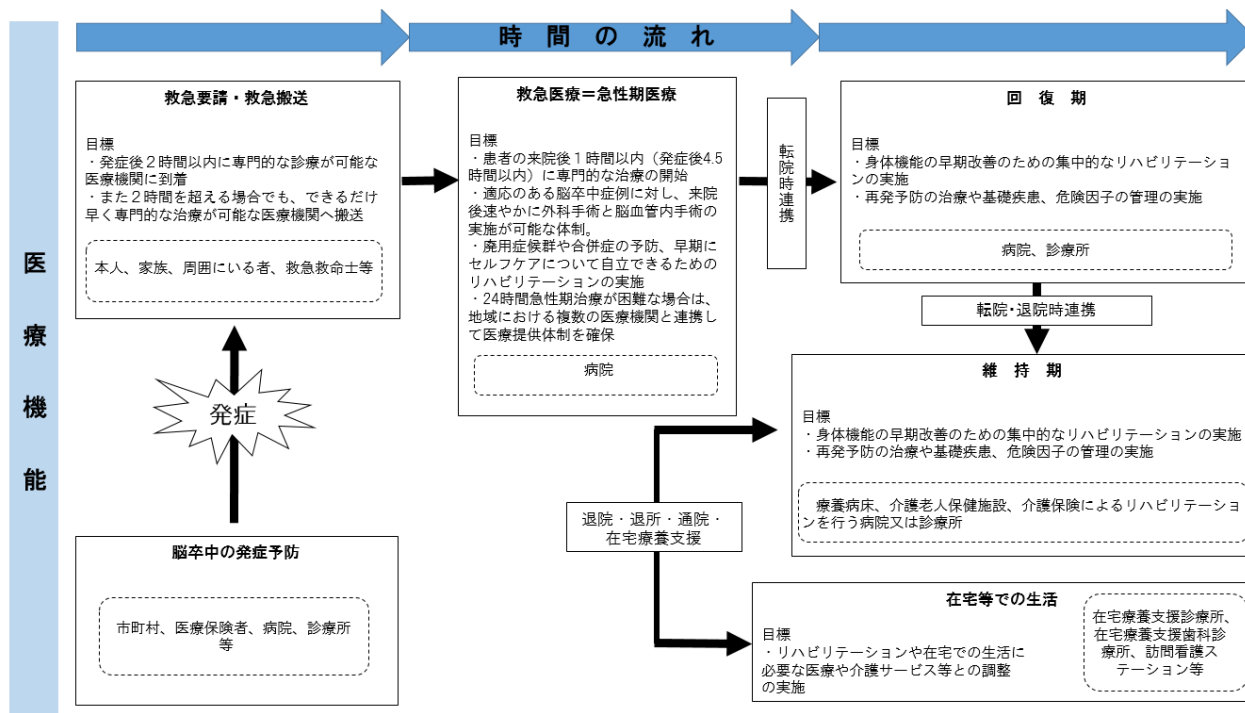 時間の流れ
医療機能
救急要請・救急搬送
目標
・発症後２時間以内に専門的な診療が可能な
医療機関に到着
・また２時間を超える場合でも、できるだけ
早く専門的な治療が可能な医療機関へ搬送
本人、家族、周囲にいる者、救急救命士等
発症
脳卒中の発症予防
市町村、医療保険者、病院、診療所
等
救急医療＝急性期医療
目標
・患者の来院後１時間以内（発症後4.5
時間以内）に専門的な治療の開始
・適応のある脳卒中症例に対し、来院
後速やかに外科手術と脳血管内手術の
実施が可能な体制。
・廃用症候群や合併症の予防、早期に
セルフケアについて自立できるための
リハビリテーションの実施
・24時間急性期治療が困難な場合は、
地域における複数の医療機関と連携し
て医療提供体制を確保
病院
転院時連携
回復期
目標
・身体機能の早期改善のための集中的なリハビリテーショ
ンの実施
・再発予防の治療や基礎疾患、危険因子の管理の実施
病院、診療所
転院・退院時連携
維持期
目標
・身体機能の早期改善のための集中的なリハビリテーションの実施
・再発予防の治療や基礎疾患、危険因子の管理の実施
療養病床、介護老人保健施設、介護保険によるリハビリテーショ
ンを行う病院又は診療所
退院・退所・通院・
在宅療養支援
在宅等での生活
目標
・リハビリテーションや在宅での生活に
必要な医療や介護サービス等との調整
の実施
在宅療養支援診療所、
在宅療養支援歯科診
療所、訪問看護ス
テーション等